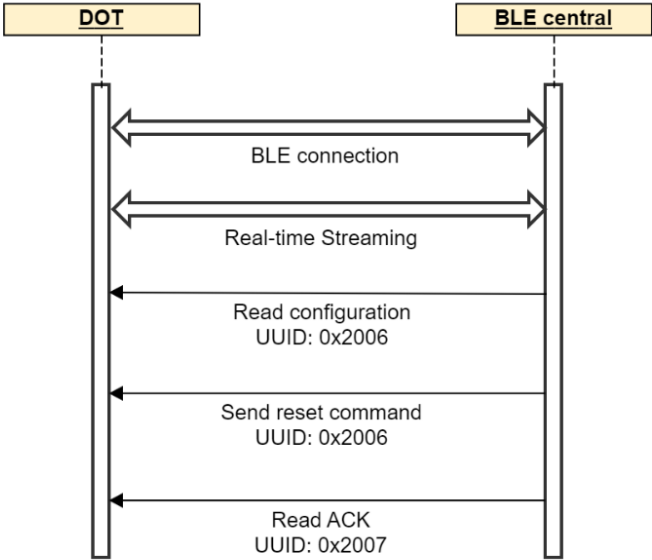 DOT
BLE central
BLE connection
Real-time Streaming
Read configuration
UUID: 0x2006
Send reset command
UUID: 0x2006
Read ACK
UUID: 0x2007